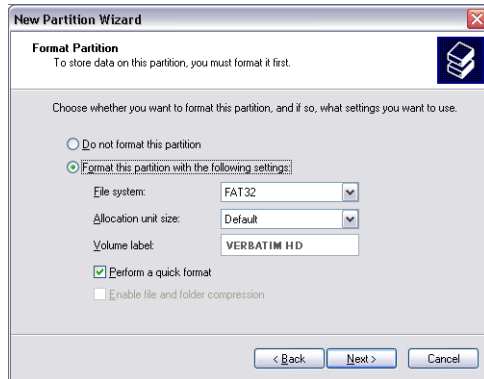 New Partition Wizard
Format Partition
To store data on this partition, you must format it first.
Choose whether you want to format this partition, and if so, what settings you want to use.
Do not format this partition
Format this partition with the following settings:
File system: FAT32
Allocation unit size: Default
Volume label: VERBATIM HD
Perform a quick format
Enable file and folder compression
< Back Next > Cancel